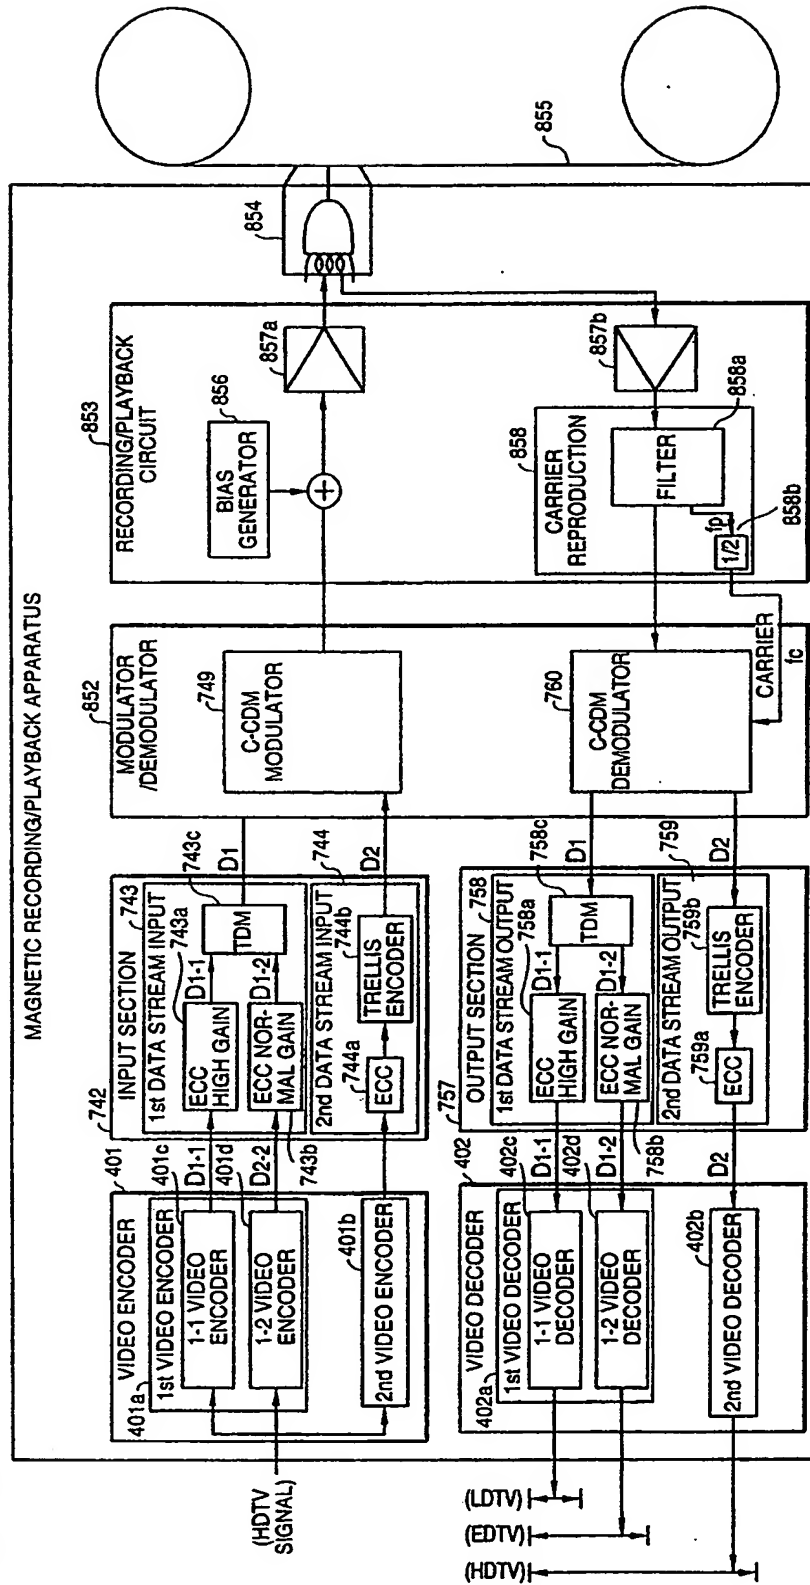 MAGNETIC RECORDING/PLAYBACK APPARATUS
401
VIDEO ENCODER
401a
1st VIDEO ENCODER
401c
1-1 VIDEO
ENCODER
401d
1-2 VIDEO
ENCODER
401b
2nd VIDEO ENCODER
(HDTV
SIGNAL)
D1-1
D2-2
742
INPUT SECTION
743
1st DATA STREAM INPUT
743a
ECC
HIGH GAIN
ECC NOR-
MAL GAIN
743b
D1-1
D1-2
743c
TDM
744
2nd DATA STREAM INPUT
744a
ECC
744b
TRELLIS
ENCODER
D1
D2
852
MODULATOR
/DEMODULATOR
749
C-CDM
MODULATOR
760
C-CDM
DEMODULATOR
CARRIER
fc
853
RECORDING/PLAYBACK
CIRCUIT
856
BIAS
GENERATOR
+
857a
857b
858
CARRIER
REPRODUCTION
858a
FILTER
fp
1/2
858b
854
855
757
OUTPUT SECTION
758
1st DATA STREAM OUTPUT
758a
ECC
HIGH GAIN
ECC NOR-
MAL GAIN
758b
D1-1
D1-2
758c
TDM
D1
759
2nd DATA STREAM OUTPUT
759a
ECC
759b
TRELLIS
ENCODER
D2
402
VIDEO DECODER
402a
1st VIDEO DECODER
402c
1-1 VIDEO
DECODER
402d
1-2 VIDEO
DECODER
402b
2nd VIDEO DECODER
D1-1
D1-2
D2
(LDTV)
(EDTV)
(HDTV)